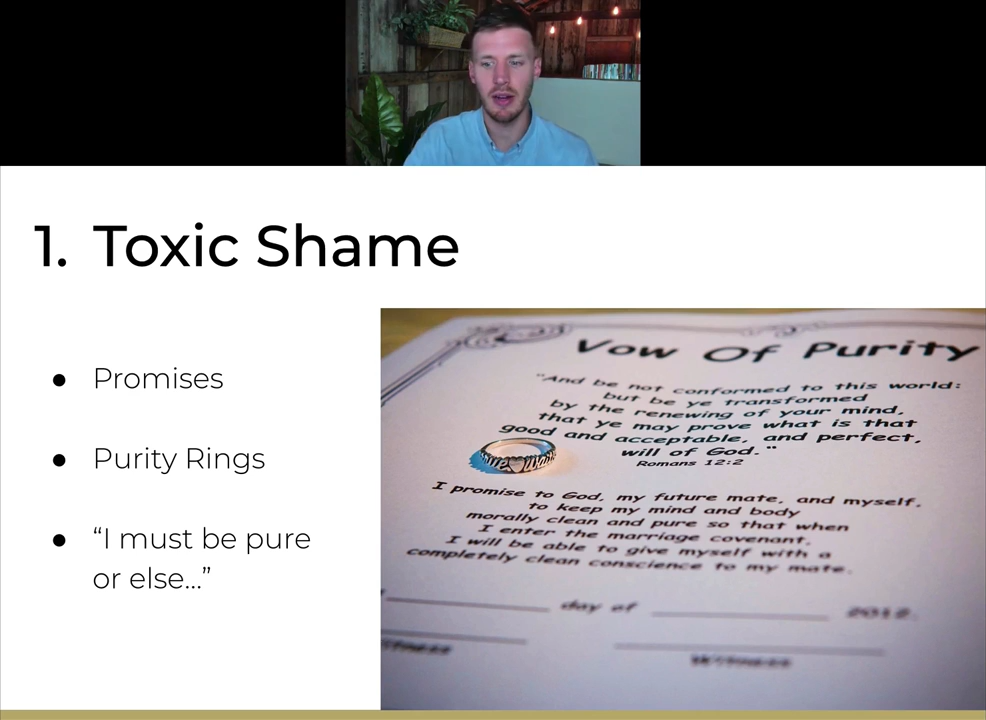 1. Toxic Shame
● Promises
● Purity Rings
● “I must be pure
or else...”
Vow Of Purity
"And be not conformed to this world:
but be ye transformed
by the renewing of your mind,
that ye may prove what is that
good and acceptable, and perfect,
will of God."
Romans 12:2
I promise to God, my future mate, and myself,
to keep my mind and body
morally clean and pure so that when
I enter the marriage covenant,
I will be able to give myself with a
completely clean conscience to my mate.
day of 2012.
Witness